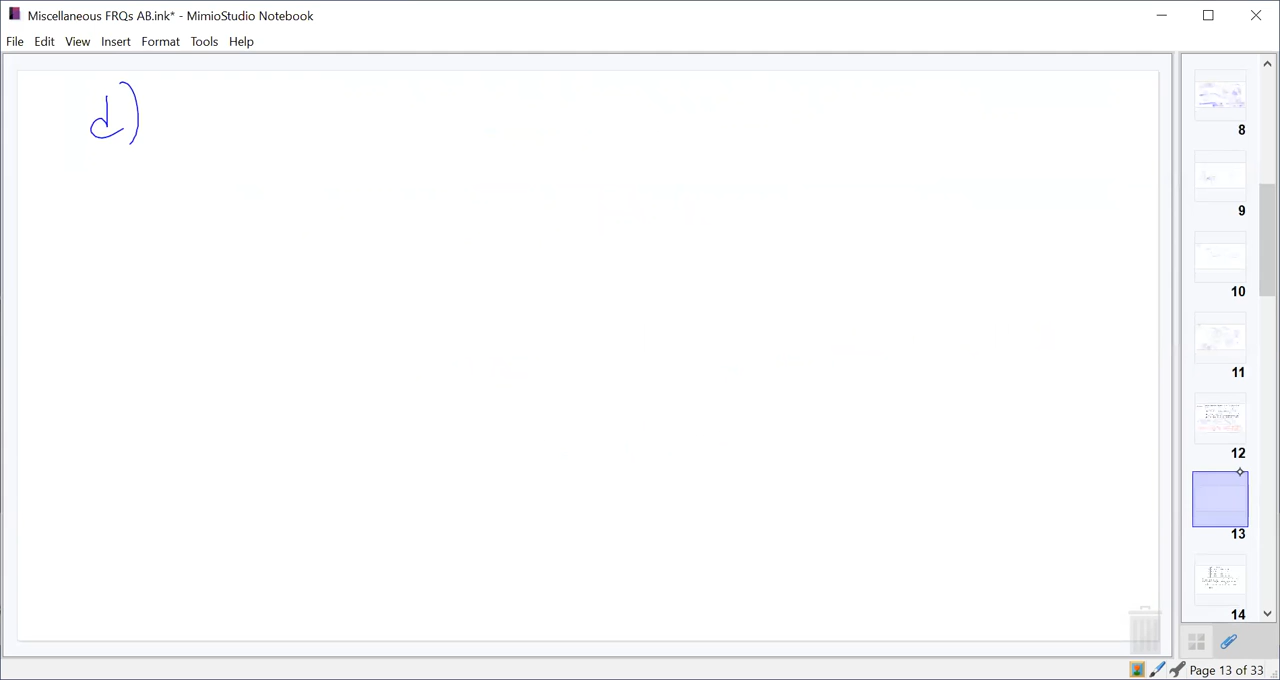 Miscellaneous FRQs AB.ink* - MimioStudio Notebook
File Edit View Insert Format Tools Help
d)
8
9
10
11
12
13
14
Page 13 of 33